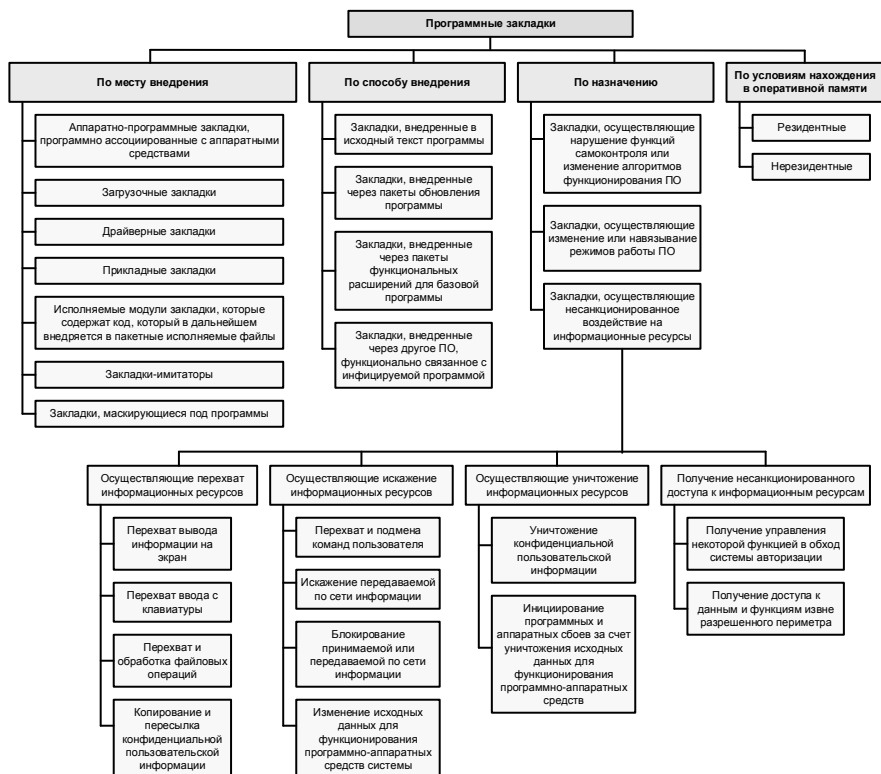 Программные закладки
По месту внедрения
Аппаратно-программные закладки,
программно ассоциированные с аппаратными
средствами
Загрузочные закладки
Драйверные закладки
Прикладные закладки
Исполняемые модули закладки, которые
содержат код, который в дальнейшем
внедряется в пакетные исполняемые файлы
Закладки-имитаторы
Закладки, маскирующиеся под программы
По способу внедрения
Закладки, внедренные в
исходный текст программы
Закладки, внедренные
через пакеты обновления
программы
Закладки, внедренные
через пакеты
функциональных
расширений для базовой
программы
Закладки, внедренные
через другое ПО,
функционально связанное с
инфицируемой программой
По назначению
Закладки, осуществляющие
нарушение функций
самоконтроля или
изменение алгоритмов
функционирования ПО
Закладки, осуществляющие
изменение или навязывание
режимов работы ПО
Закладки, осуществляющие
несанкционированное
воздействие на
информационные ресурсы
По условиям нахождения
в оперативной памяти
Резидентные
Нерезидентные
Осуществляющие перехват
информационных ресурсов
Перехват вывода
информации на
экран
Перехват ввода с
клавиатуры
Перехват и
обработка файловых
операций
Копирование и
пересылка
конфиденциальной
пользовательской
информации
Осуществляющие искажение
информационных ресурсов
Перехват и подмена
команд пользователя
Искажение передаваемой
по сети информации
Блокирование
принимаемой или
передаваемой по сети
информации
Изменение исходных
данных для
функционирования
программно-аппаратных
средств системы
Осуществляющие уничтожение
информационных ресурсов
Уничтожение
конфиденциальной
пользовательской
информации
Инициирование
программных и
аппаратных сбоев за счет
уничтожения исходных
данных для
функционирования
программно-аппаратных
средств
Получение несанкционированного
доступа к информационным ресурсам
Получение управления
некоторой функцией в обход
системы авторизации
Получение доступа к
данным и функциям извне
разрешенного периметра